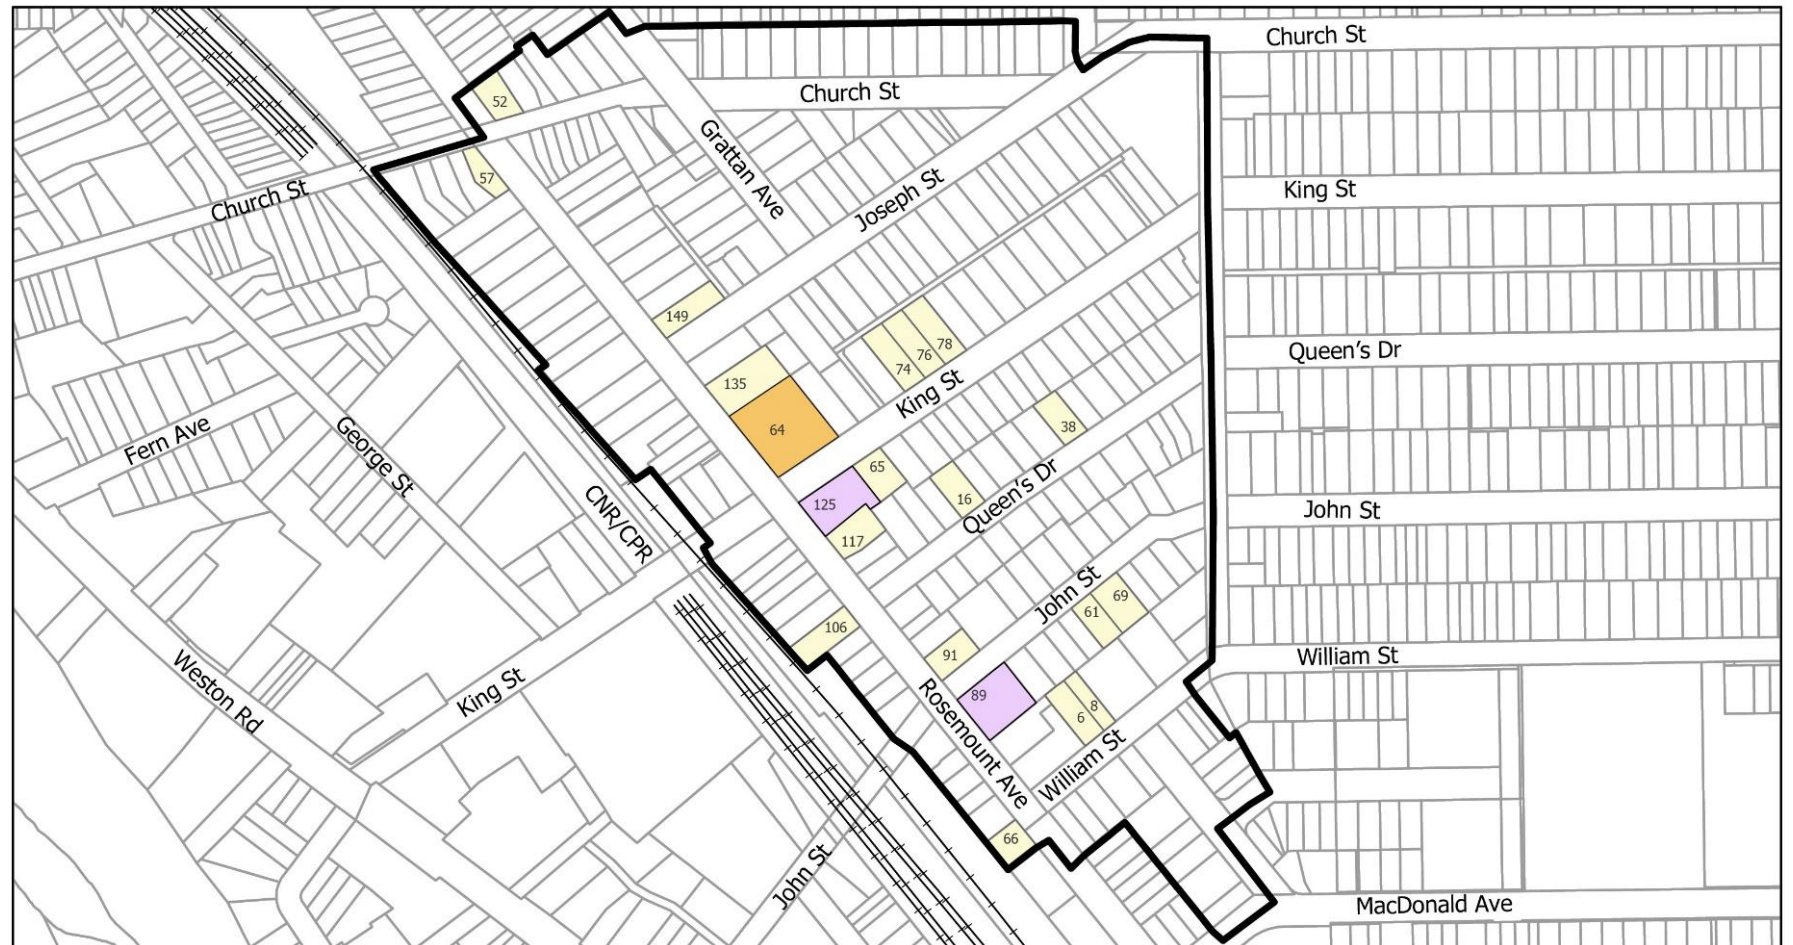 Church St
52
Church St
Grattan Ave
57
Church St
Joseph St
King St
149
78
76
74
135
King St
Queen's Dr
64
38
Fern Ave
George St
65
16
Queen's Dr
125
117
CNR/CPR
John St
69
61
John St
106
91
William St
Weston Rd
King St
89
8
6
Rosemount Ave
William St
66
John St
MacDonald Ave